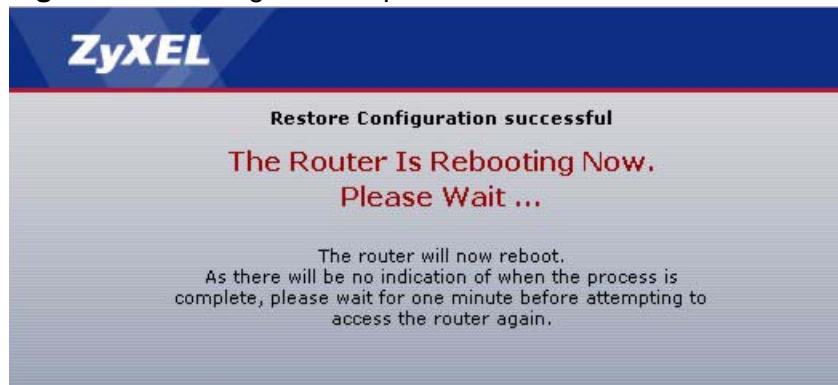 ZyXEL
Restore Configuration successful
The Router Is Rebooting Now.
Please Wait ...
The router will now reboot.
As there will be no indication of when the process is
complete, please wait for one minute before attempting to
access the router again.